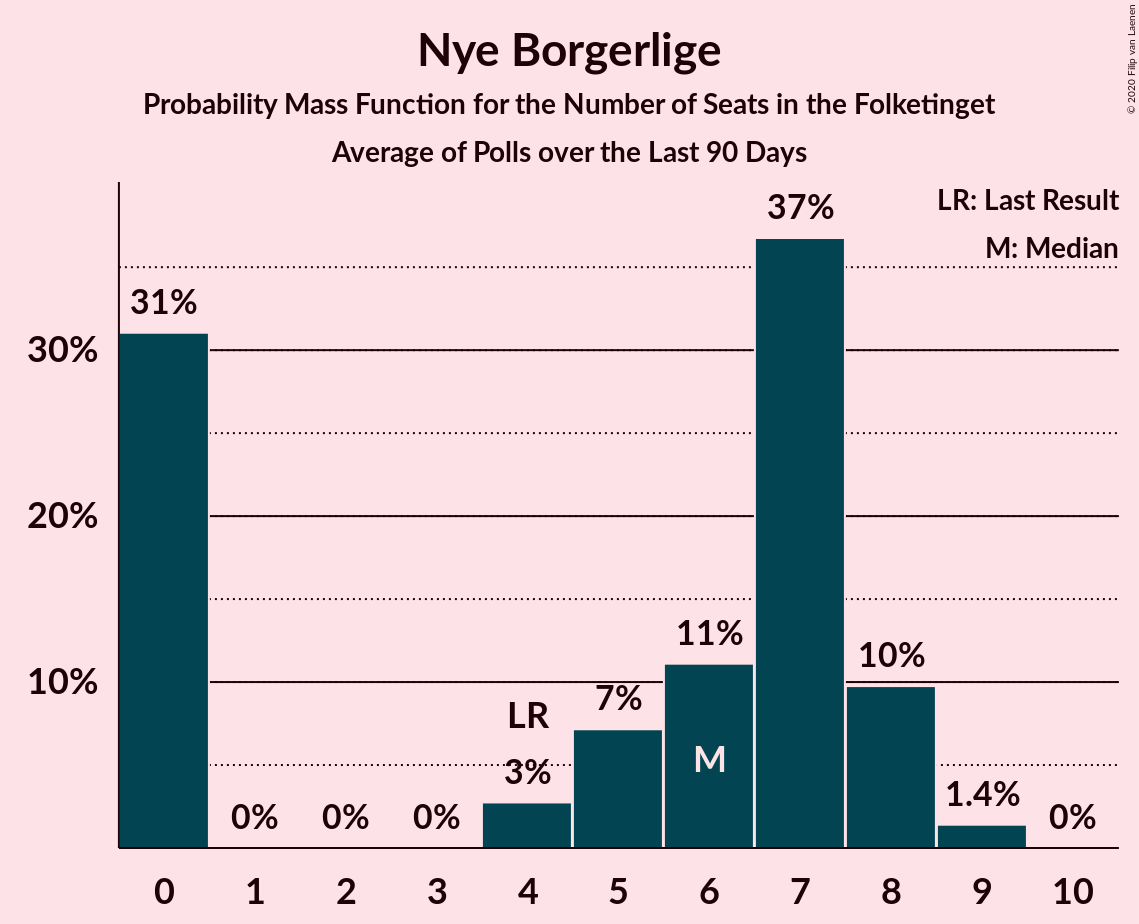 Nye Borgerlige
Probability Mass Function for the Number of Seats in the Folketinget
Average of Polls over the Last 90 Days
© 2020 Filip van Laenen
LR: Last Result
M: Median
37%
31%
30%
20%
11%
10%
10%
7%
LR
M
3%
1.4%
0%
0%
0%
0%
0 1 2 3 4 5 6 7 8 9 10